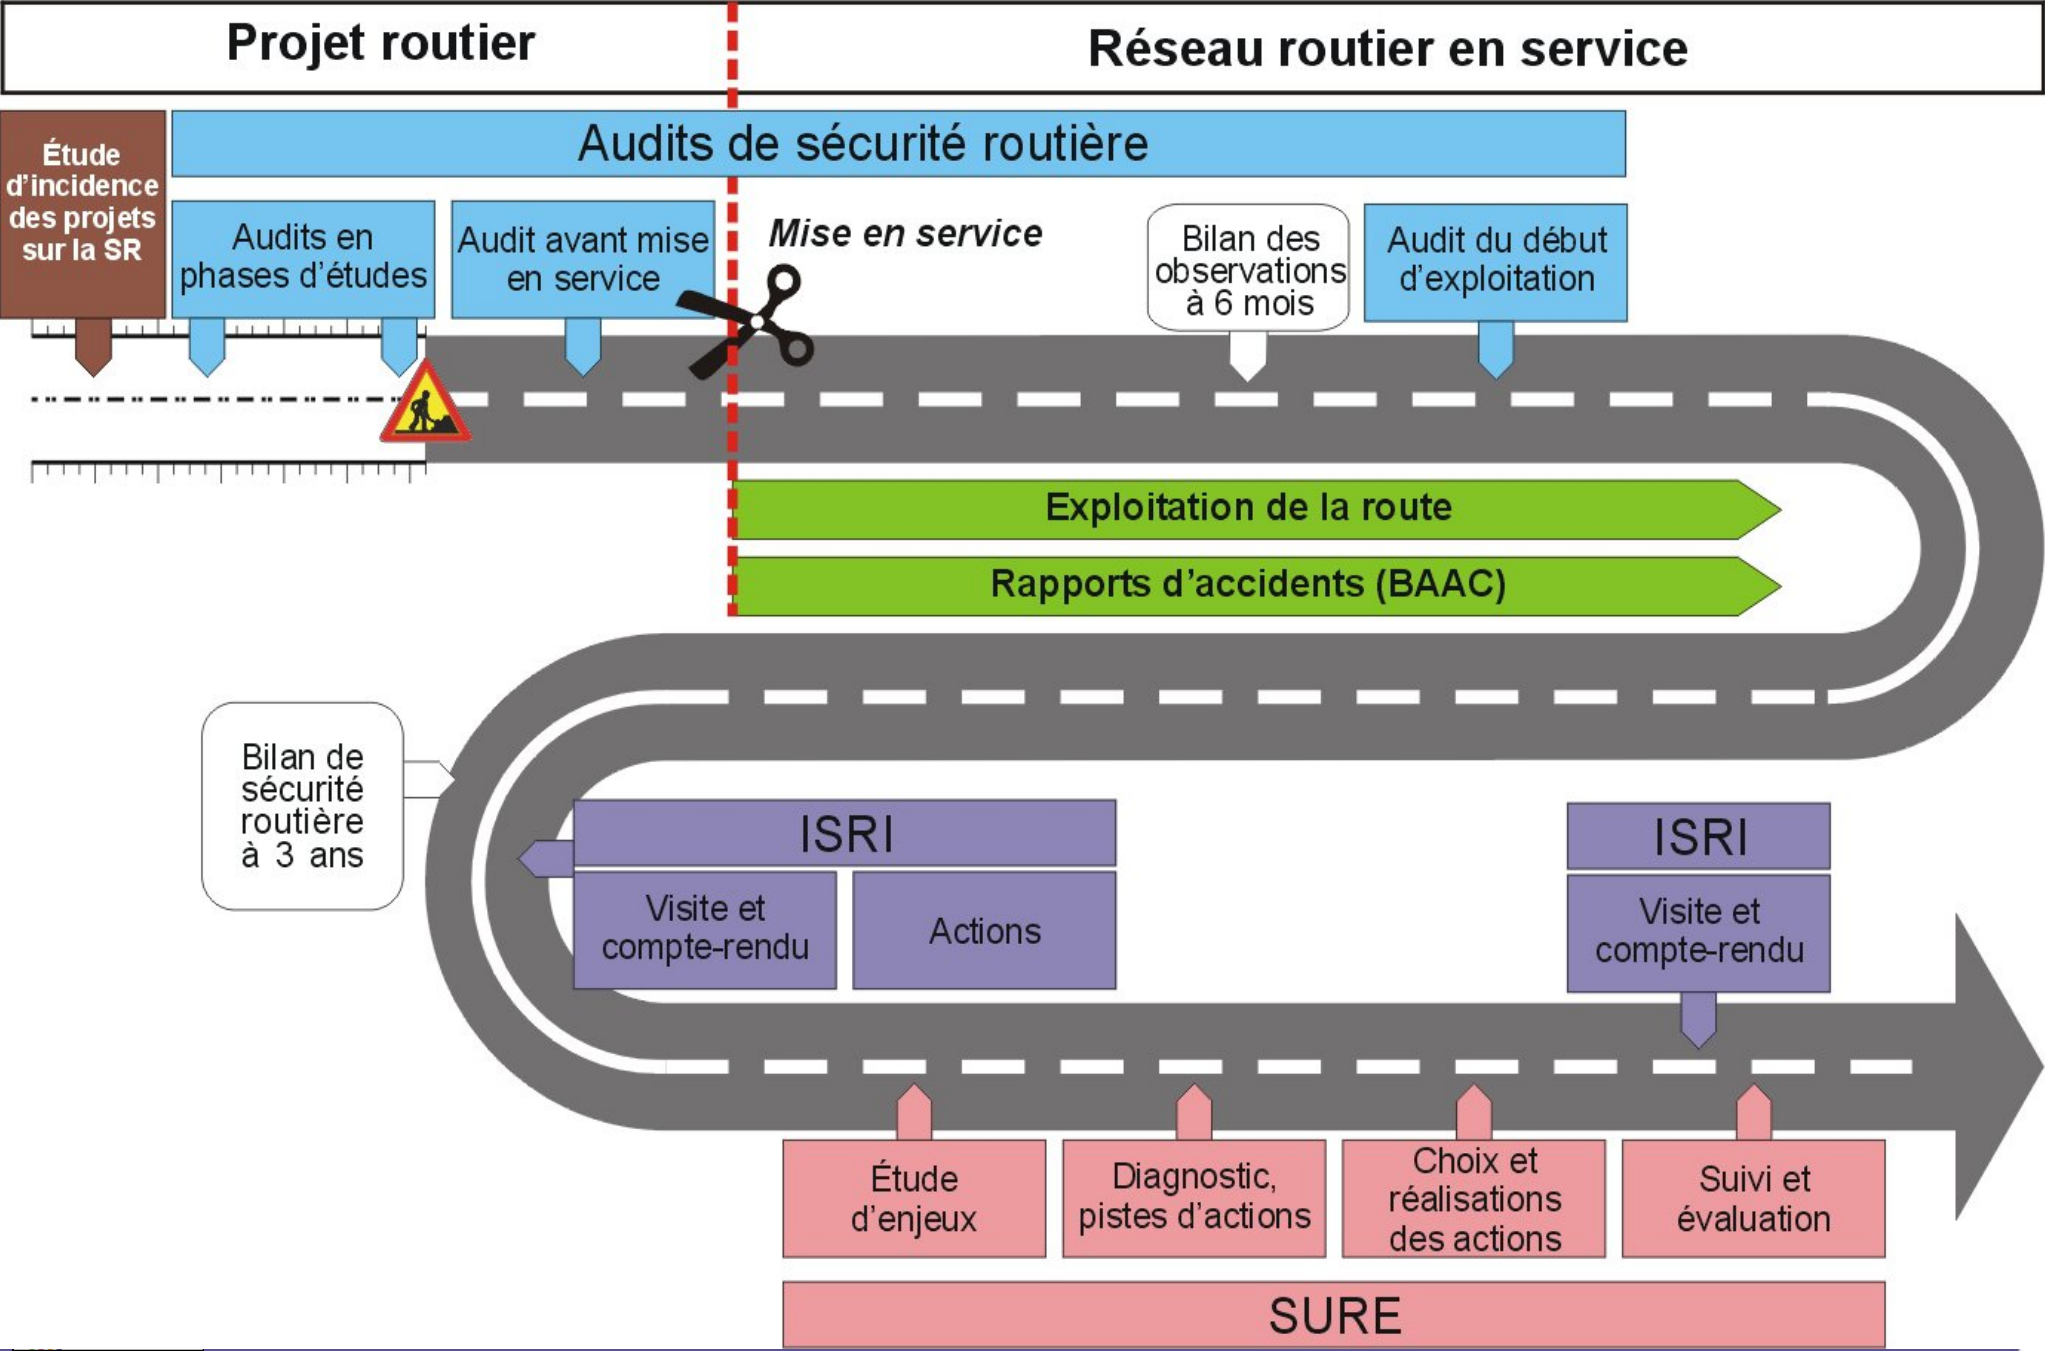 Projet routier
Réseau routier en service
Audits de sécurité routière
Étude
d'incidence
des projets
sur la SR
Audits en
phases d'études
Audit avant mise
en service
Mise en service
Bilan des
observations
à 6 mois
Audit du début
d'exploitation
Exploitation de la route
Rapports d'accidents (BAAC)
Bilan de
sécurité
routière
à 3 ans
ISRI
Visite et
compte-rendu
Actions
ISRI
Visite et
compte-rendu
Étude
d'enjeux
Diagnostic,
pistes d'actions
Choix et
réalisations
des actions
Suivi et
évaluation
SURE